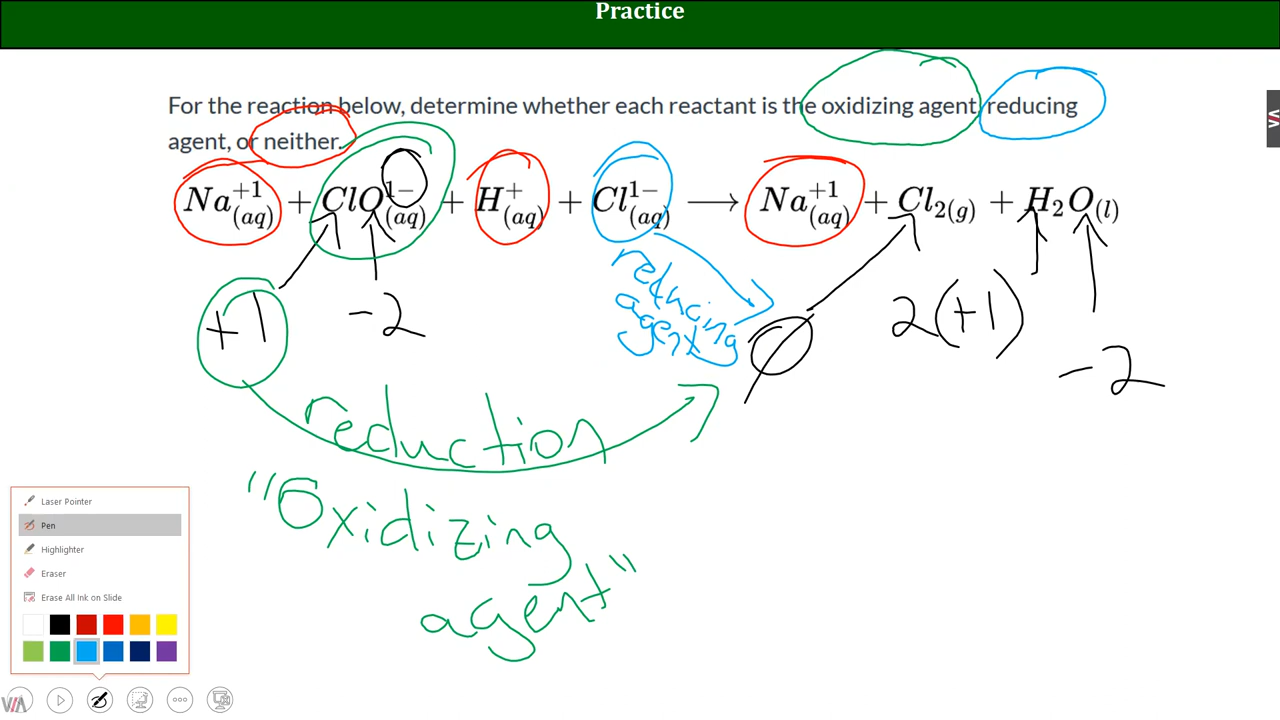 Practice
For the reaction below, determine whether each reactant is the oxidizing agent, reducing
agent, or neither.
Na⁺¹₍aq₎ + ClO¹⁻₍aq₎ + H⁺₍aq₎ + Cl¹⁻₍aq₎ ⟶ Na⁺¹₍aq₎ + Cl₂₍g₎ + H₂O₍l₎
+1
-2
reducing
agent
2(+1)
-2
reduction
"Oxidizing
agent"
Laser Pointer
Pen
Highlighter
Eraser
Erase All Ink on Slide
VIA